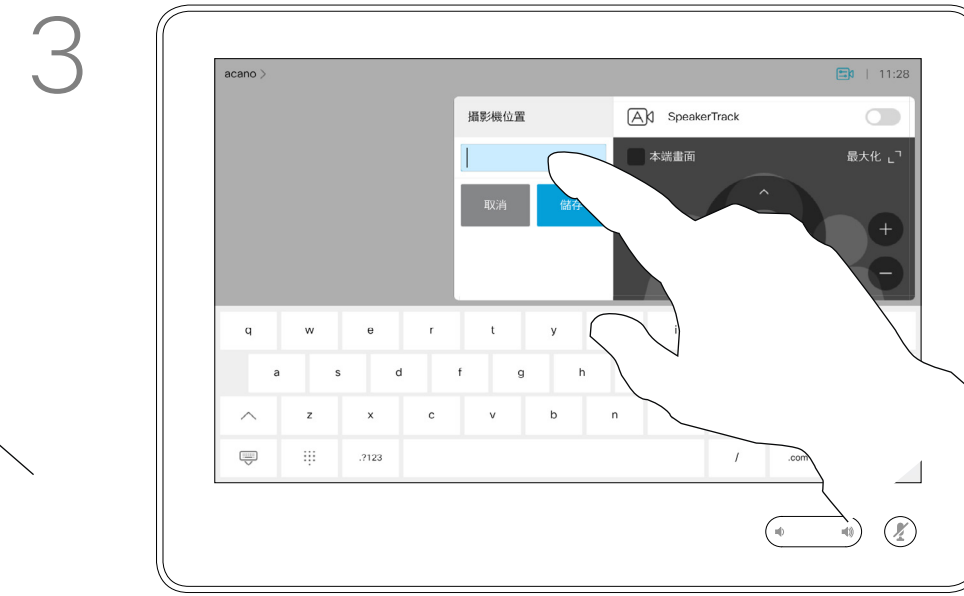 3
acano >
11:28
攝影機位置
SpeakerTrack
本端畫面
最大化
取消
儲存
q w e r t y i
a s d f g h
z x c v b n
.?123 / .com